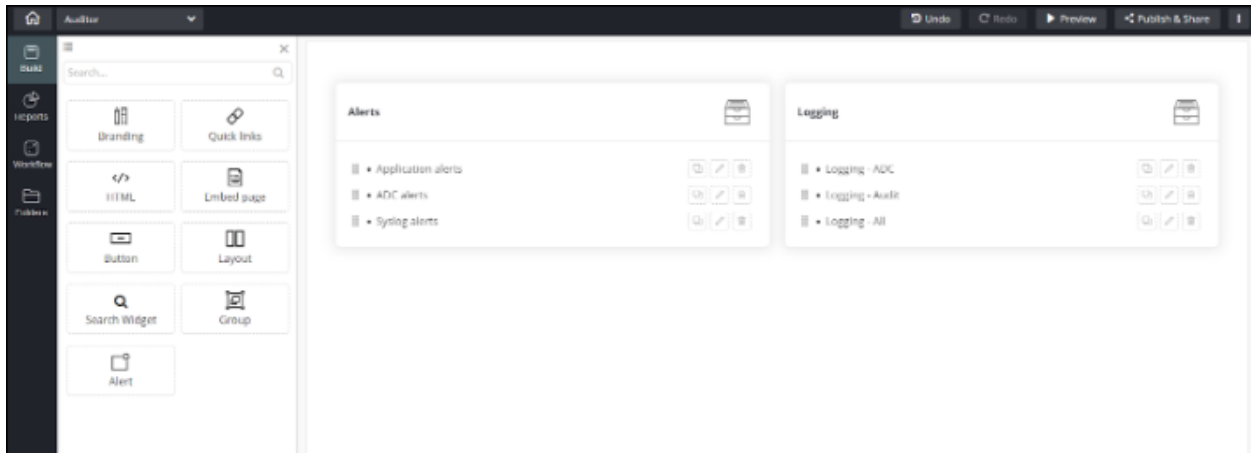 Auditor
Undo
Redo
Preview
Publish & Share
Build
Reports
Workflow
Folders
Search...
Branding
Quick links
HTML
Embed page
Button
Layout
Search Widget
Group
Alert
Alerts
Application alerts
ADC alerts
Syslog alerts
Logging
Logging - ADC
Logging - Audit
Logging - All